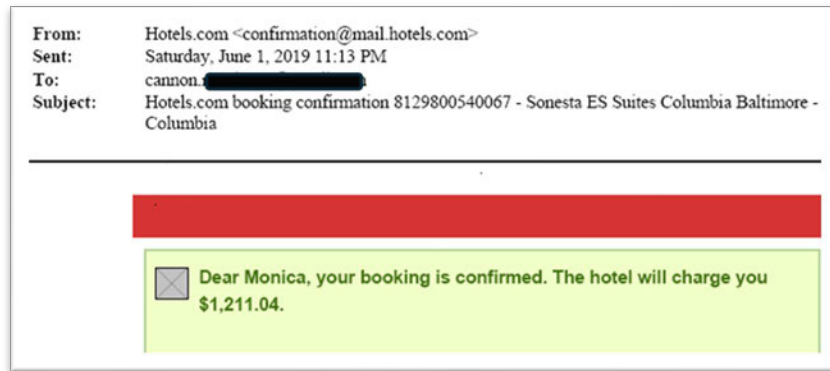 From: Hotels.com <confirmation@mail.hotels.com>
Sent: Saturday, June 1, 2019 11:13 PM
To: cannon.
Subject: Hotels.com booking confirmation 8129800540067 - Sonesta ES Suites Columbia Baltimore -
Columbia
Dear Monica, your booking is confirmed. The hotel will charge you
$1,211.04.